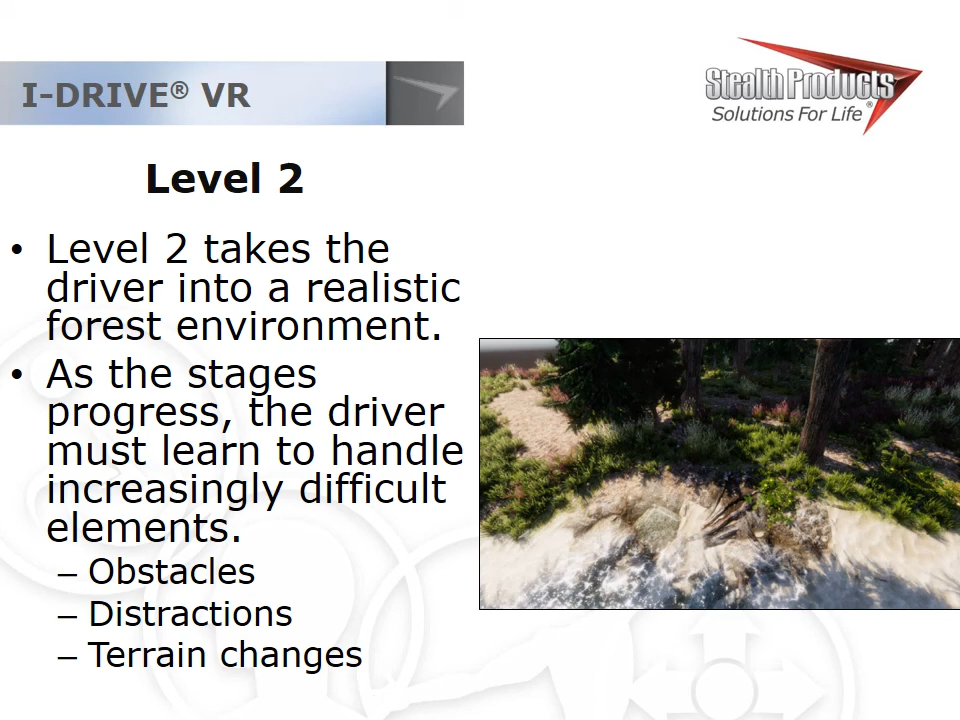 I-DRIVE® VR
Stealth Products®
Solutions For Life
Level 2
• Level 2 takes the
driver into a realistic
forest environment.
• As the stages
progress, the driver
must learn to handle
increasingly difficult
elements.
– Obstacles
– Distractions
– Terrain changes